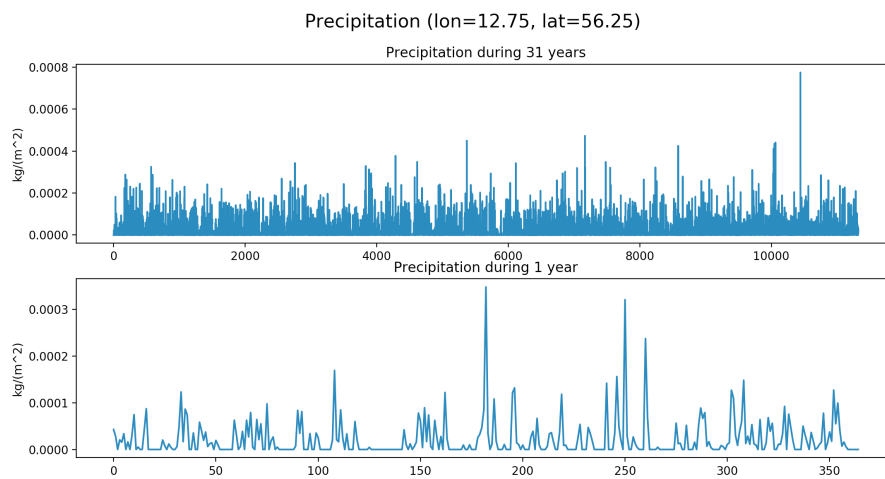 Precipitation (lon=12.75, lat=56.25)
Precipitation during 31 years
kg/(m^2)
0.0008
0.0006
0.0004
0.0002
0.0000
0 2000 4000 6000 8000 10000
Precipitation during 1 year
kg/(m^2)
0.0003
0.0002
0.0001
0.0000
0 50 100 150 200 250 300 350